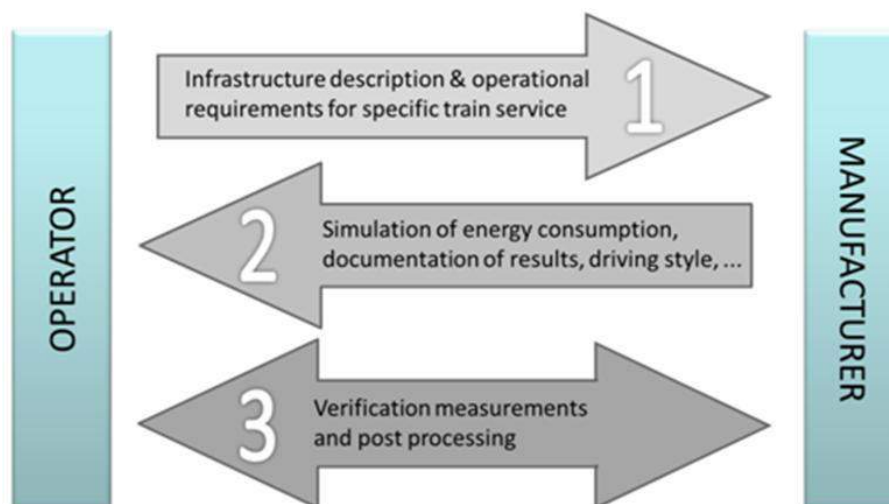 OPERATOR
Infrastructure description & operational
requirements for specific train service
1
2
Simulation of energy consumption,
documentation of results, driving style, ...
3
Verification measurements
and post processing
MANUFACTURER